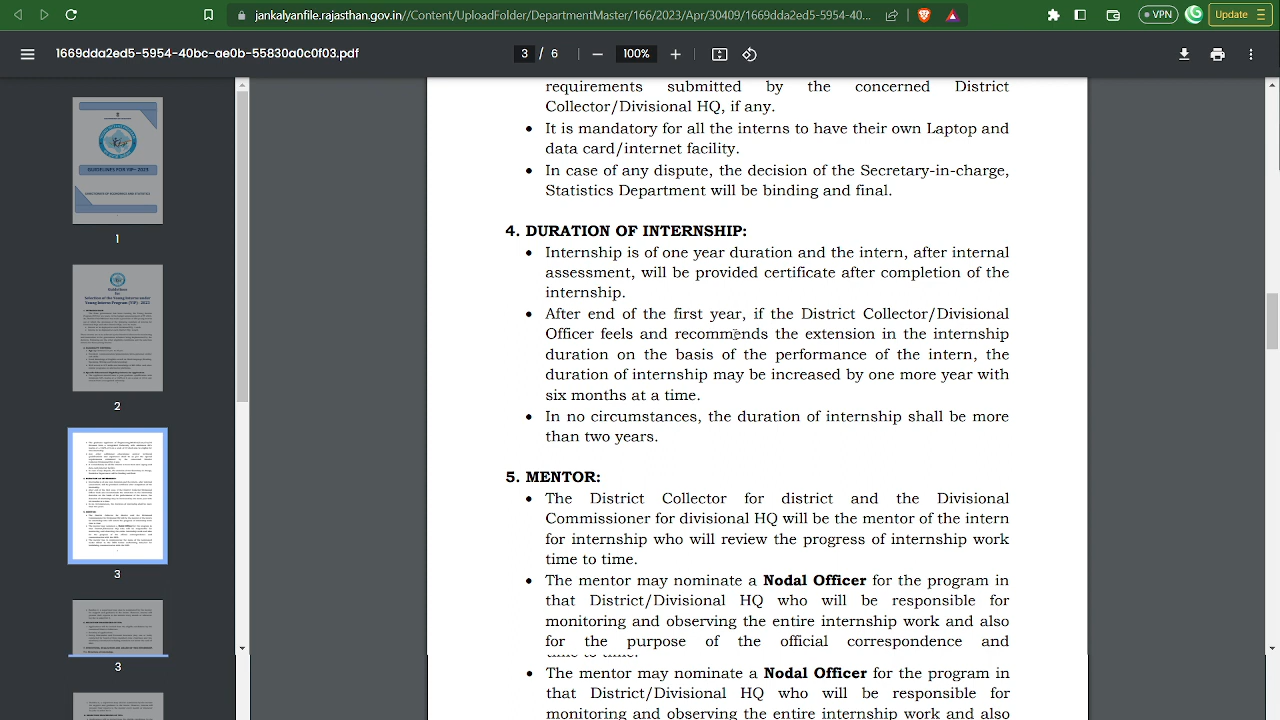 jankalyanfile.rajasthan.gov.in//Content/UploadFolder/DepartmentMaster/166/2023/Apr/30409/1669dda2ed5-5954-40...
VPN
Update
1669dda2ed5-5954-40bc-ae0b-55830a0c0f03.pdf
3 / 6
100%
requirements submitted by the concerned District
Collector/Divisional HQ, if any.
• It is mandatory for all the interns to have their own Laptop and
data card/internet facility.
• In case of any dispute, the decision of the Secretary-in-charge,
Statistics Department will be binding and final.
4. DURATION OF INTERNSHIP:
• Internship is of one year duration and the intern, after internal
assessment, will be provided certificate after completion of the
internship.
• After end of the first year, if the District Collector/Divisional
Officer feels and recommends the extension in the internship
duration on the basis of the performance of the intern, the
duration of internship may be increased by one more year with
six months at a time.
• In no circumstances, the duration of internship shall be more
than two years.
5. MENTOR:
• The District Collector for District and the Divisional
Commissioner for divisional HQ will be the mentor of the interns
for internship who will review the progress of internship work
time to time.
• The mentor may nominate a Nodal Officer for the program in
that District/Divisional HQ who will be responsible for
monitoring and observing the entire internship work and also
for the purpose of the official correspondence and
time to time.
• The mentor may nominate a Nodal Officer for the program in
that District/Divisional HQ who will be responsible for
monitoring and observing the entire internship work and also
GUIDELINES FOR YIP- 2021
DIRECTORATE OF ECONOMICS AND STATISTICS
1
2
3
3